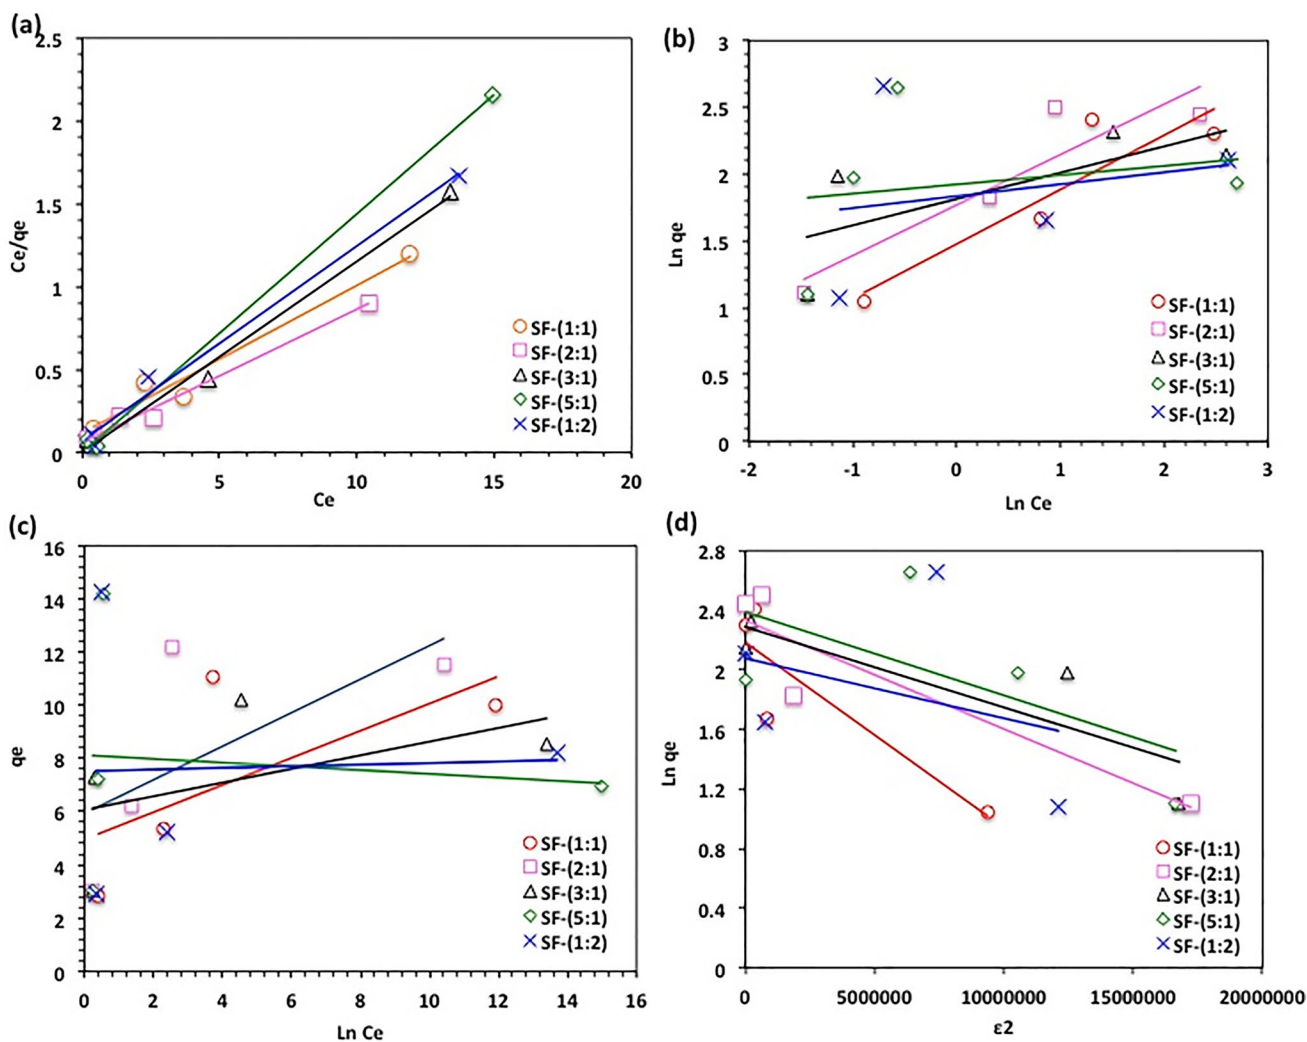 (a)
2.5
2
1.5
1
0.5
0
0 5 10 15 20
Ce/qe
Ce
SF-(1:1)
SF-(2:1)
SF-(3:1)
SF-(5:1)
SF-(1:2)
(b)
3
2.5
2
1.5
1
0.5
0
-2 -1 0 1 2 3
Ln qe
Ln Ce
SF-(1:1)
SF-(2:1)
SF-(3:1)
SF-(5:1)
SF-(1:2)
(c)
16
14
12
10
8
6
4
2
0
0 2 4 6 8 10 12 14 16
qe
Ln Ce
SF-(1:1)
SF-(2:1)
SF-(3:1)
SF-(5:1)
SF-(1:2)
(d)
2.8
2.4
2
1.6
1.2
0.8
0.4
0
0 5000000 10000000 15000000 20000000
Ln qe
ε2
SF-(1:1)
SF-(2:1)
SF-(3:1)
SF-(5:1)
SF-(1:2)